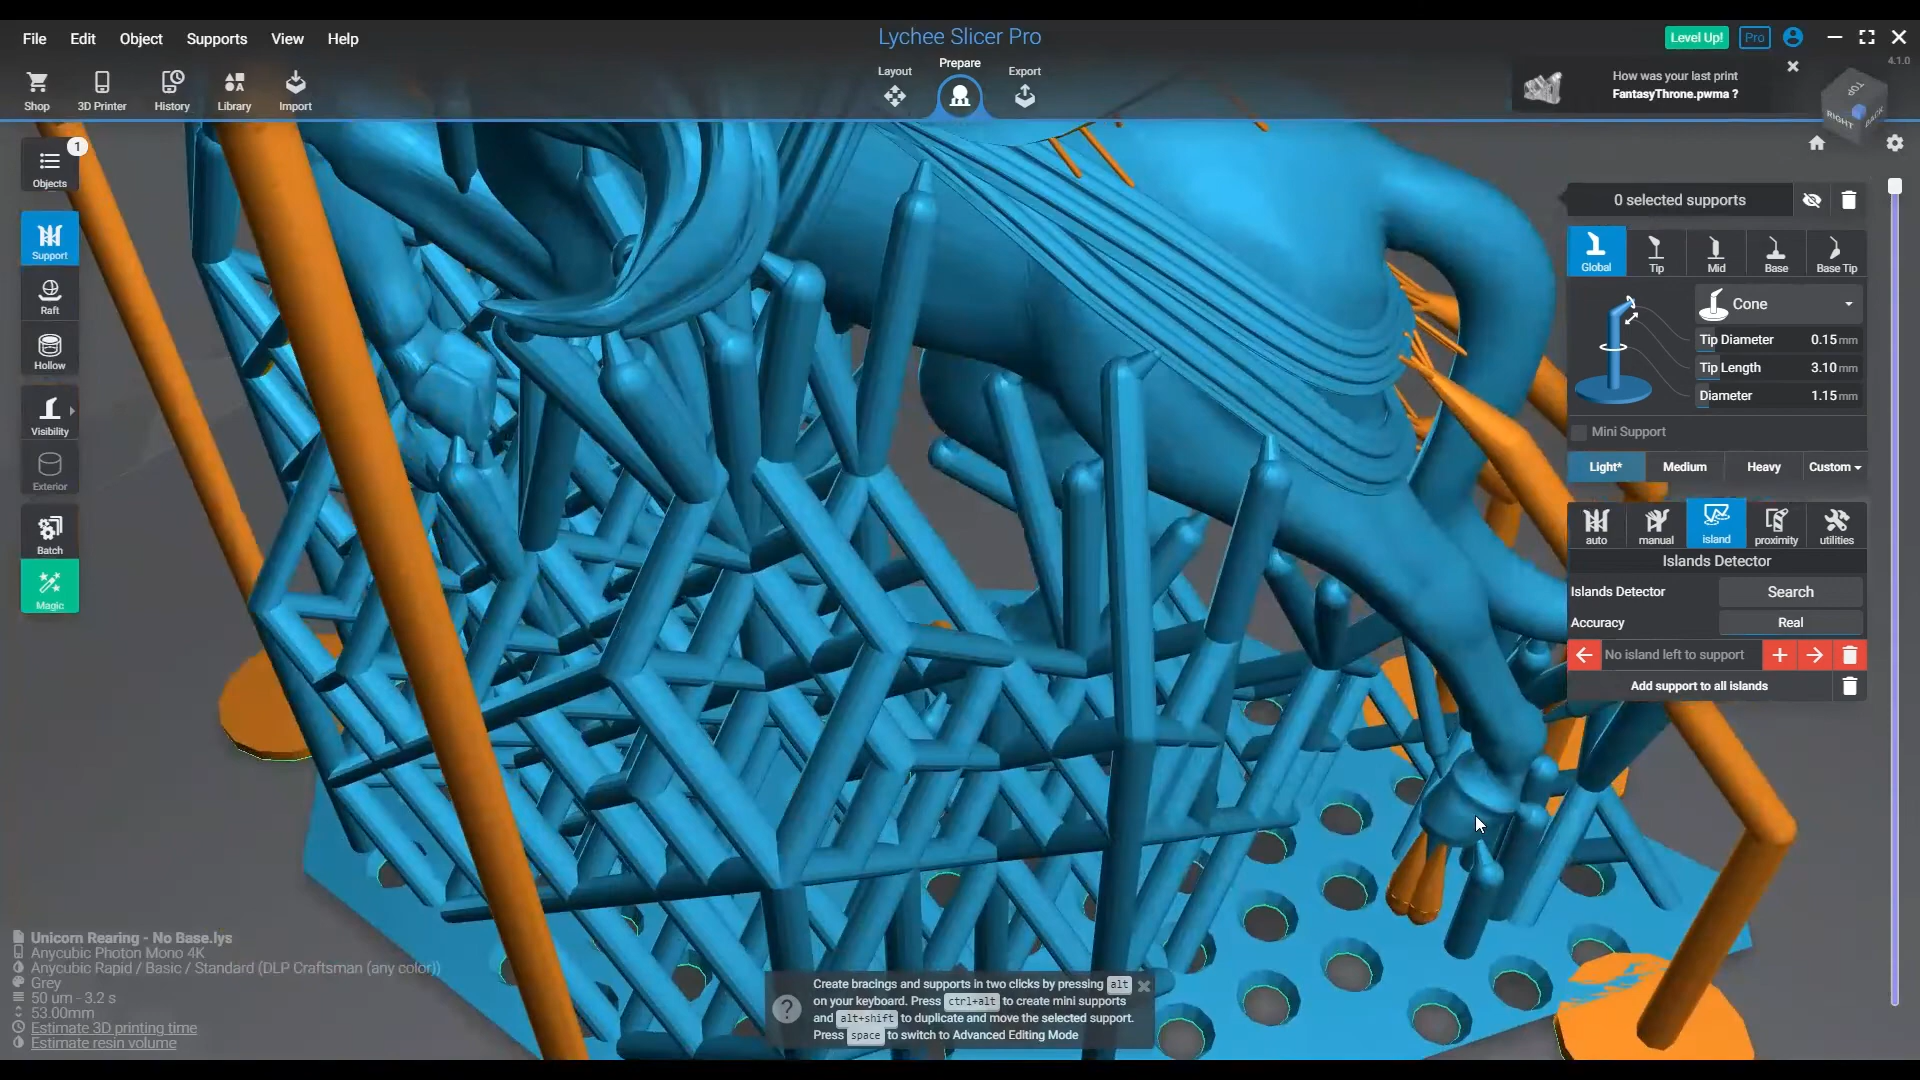 File Edit Object Supports View Help
Lychee Slicer Pro
Level Up! Pro
4.1.0
Shop 3D Printer History Library Import
Layout Prepare Export
How was your last print
FantasyThrone.pwma ?
TOP
RIGHT BACK
1
Objects
Support
Raft
Hollow
Visibility
Exterior
Batch
Magic
0 selected supports
Global Tip Mid Base Base Tip
Cone
Tip Diameter 0.15 mm
Tip Length 3.10 mm
Diameter 1.15 mm
Mini Support
Light* Medium Heavy Custom
auto manual island proximity utilities
Islands Detector
Islands Detector Search
Accuracy Real
No island left to support
Add support to all islands
Unicorn Rearing - No Base.lys
Anycubic Photon Mono 4K
Anycubic Rapid / Basic / Standard (DLP Craftsman (any color))
Grey
50 um - 3.2 s
53.00mm
Estimate 3D printing time
Estimate resin volume
Create bracings and supports in two clicks by pressing alt
on your keyboard. Press ctrl+alt to create mini supports
and alt+shift to duplicate and move the selected support.
Press space to switch to Advanced Editing Mode